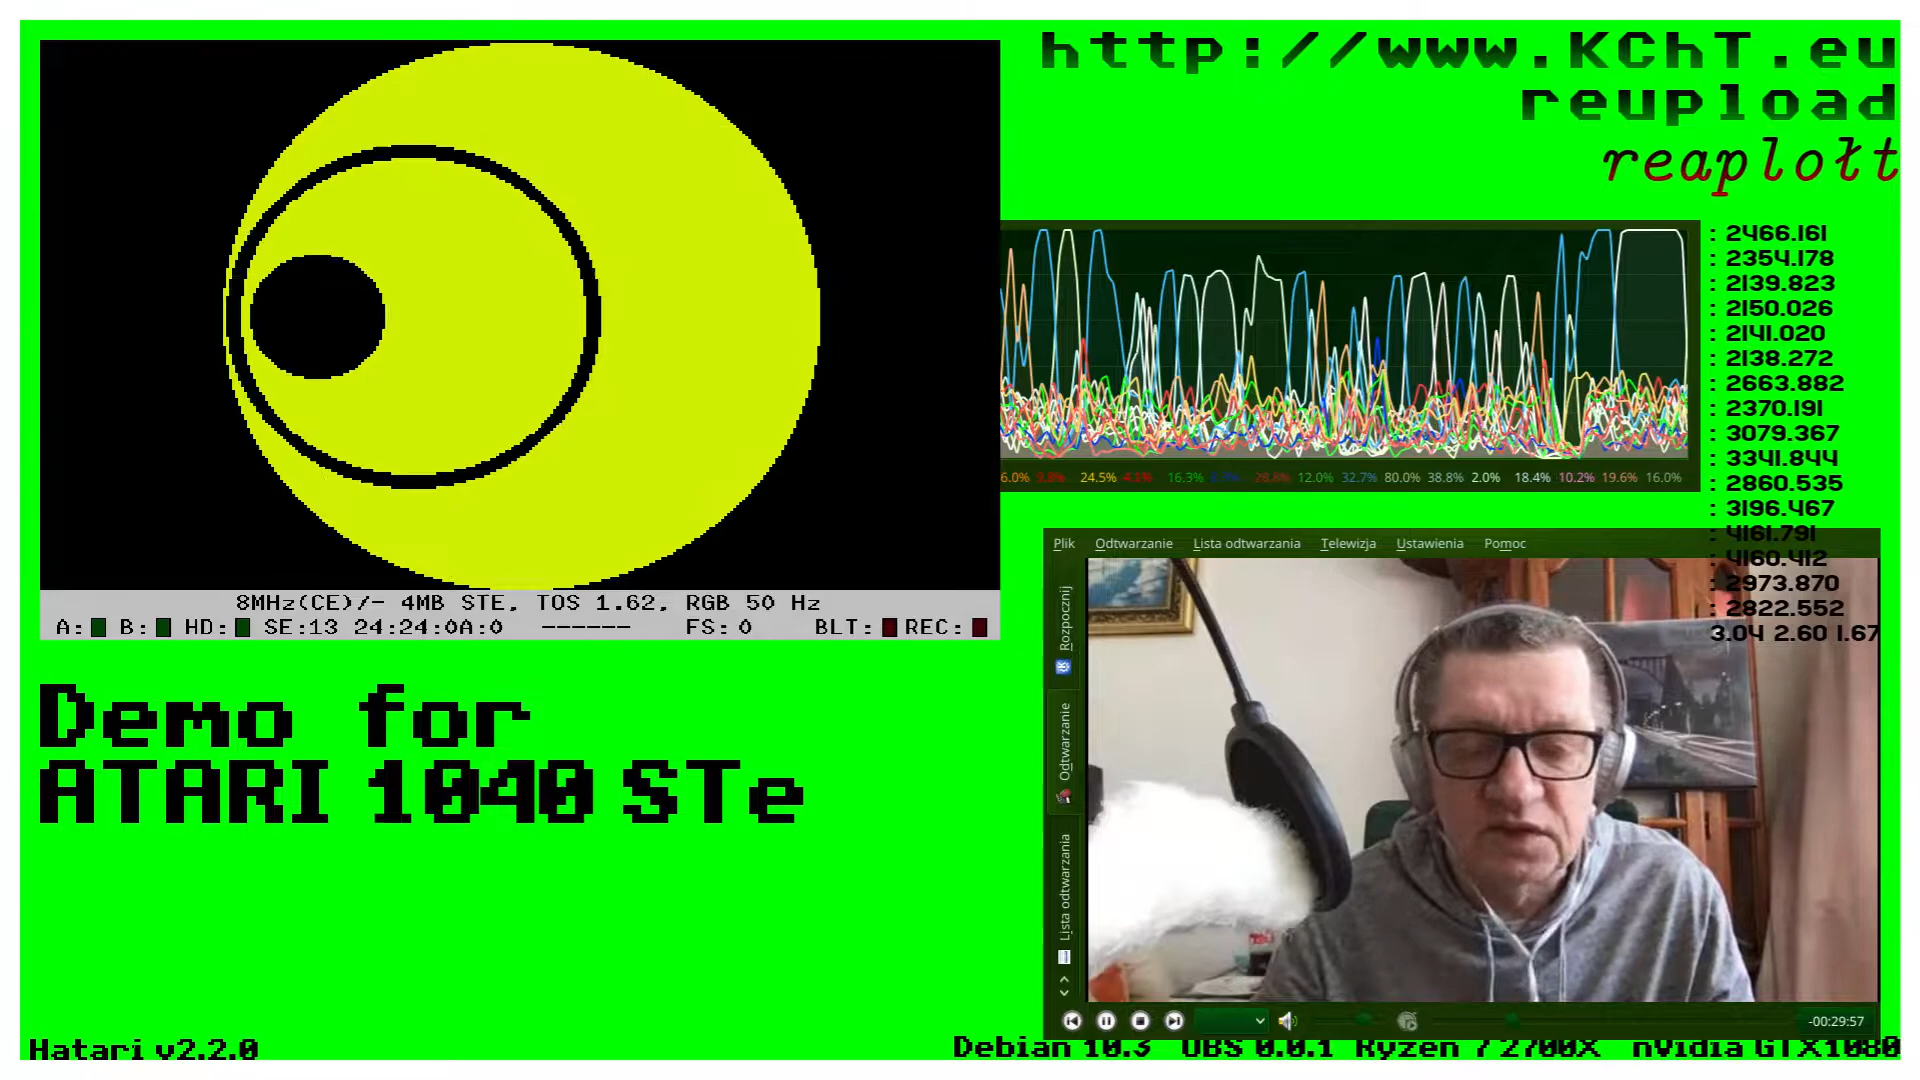 http://www.KChT.eu
reupload
reaplołt
: 2466.161
: 2354.178
: 2139.823
: 2150.026
: 2141.020
: 2138.272
: 2663.882
: 2370.191
: 3079.367
: 3341.844
: 2860.535
: 3196.467
: 4161.791
: 4160.412
: 2973.870
: 2822.552
3.04 2.60 1.67
6.0% 24.5% 4.1% 16.3% 28.8% 12.0% 32.7% 80.0% 38.8% 2.0% 18.4% 10.2% 19.6% 16.0%
8MHz(CE)/- 4MB STE, TOS 1.62, RGB 50 Hz
A: B: HD: SE:13 24:24:0A:0 ------ FS: 0 BLT: REC:
Demo for
ATARI 1040 STe
Plik Odtwarzanie Lista odtwarzania Telewizja Ustawienia Pomoc
Rozpocznij
Odtwarzanie
Lista odtwarzania
-00:29:57
Hatari v2.2.0
Debian 10.3 OBS 0.0.1 Ryzen 7 2700X nVidia GTX1080